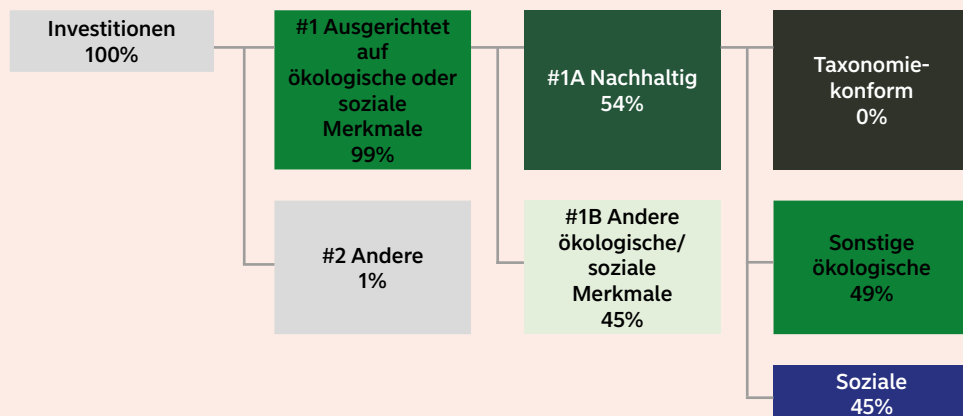 Investitionen
100%
#1 Ausgerichtet
auf
ökologische oder
soziale
Merkmale
99%
#1A Nachhaltig
54%
Taxonomie-
konform
0%
#2 Andere
1%
#1B Andere
ökologische/
soziale
Merkmale
45%
Sonstige
ökologische
49%
Soziale
45%